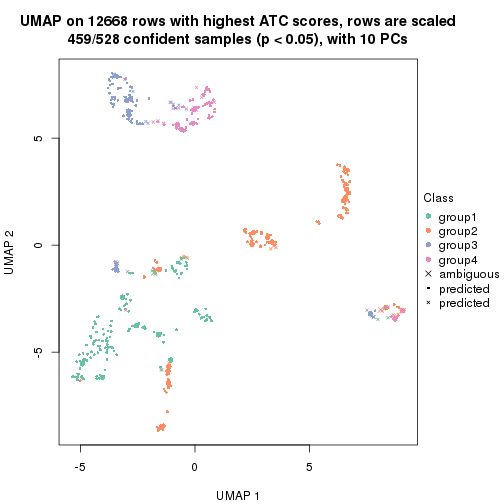 UMAP on 12668 rows with highest ATC scores, rows are scaled
459/528 confident samples (p < 0.05), with 10 PCs
5
0
-5
UMAP 2
-5
0
5
UMAP 1
Class
group1
group2
group3
group4
ambiguous
predicted
predicted